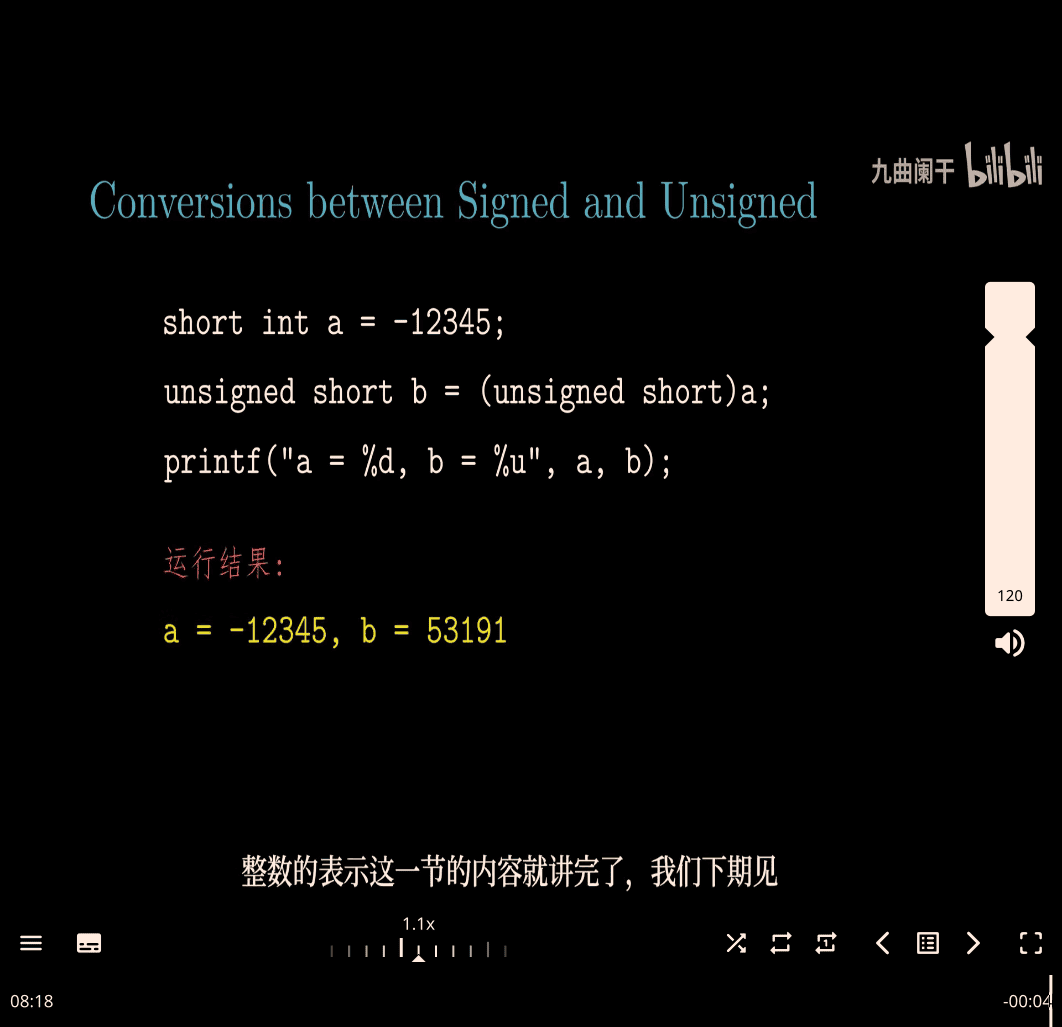 九曲阑干 bilibili
Conversions between Signed and Unsigned
short int a = -12345;
unsigned short b = (unsigned short)a;
printf("a = %d, b = %u", a, b);
运行结果:
a = -12345, b = 53191
120
整数的表示这一节的内容就讲完了，我们下期见
1.1x
1
08:18
-00:04